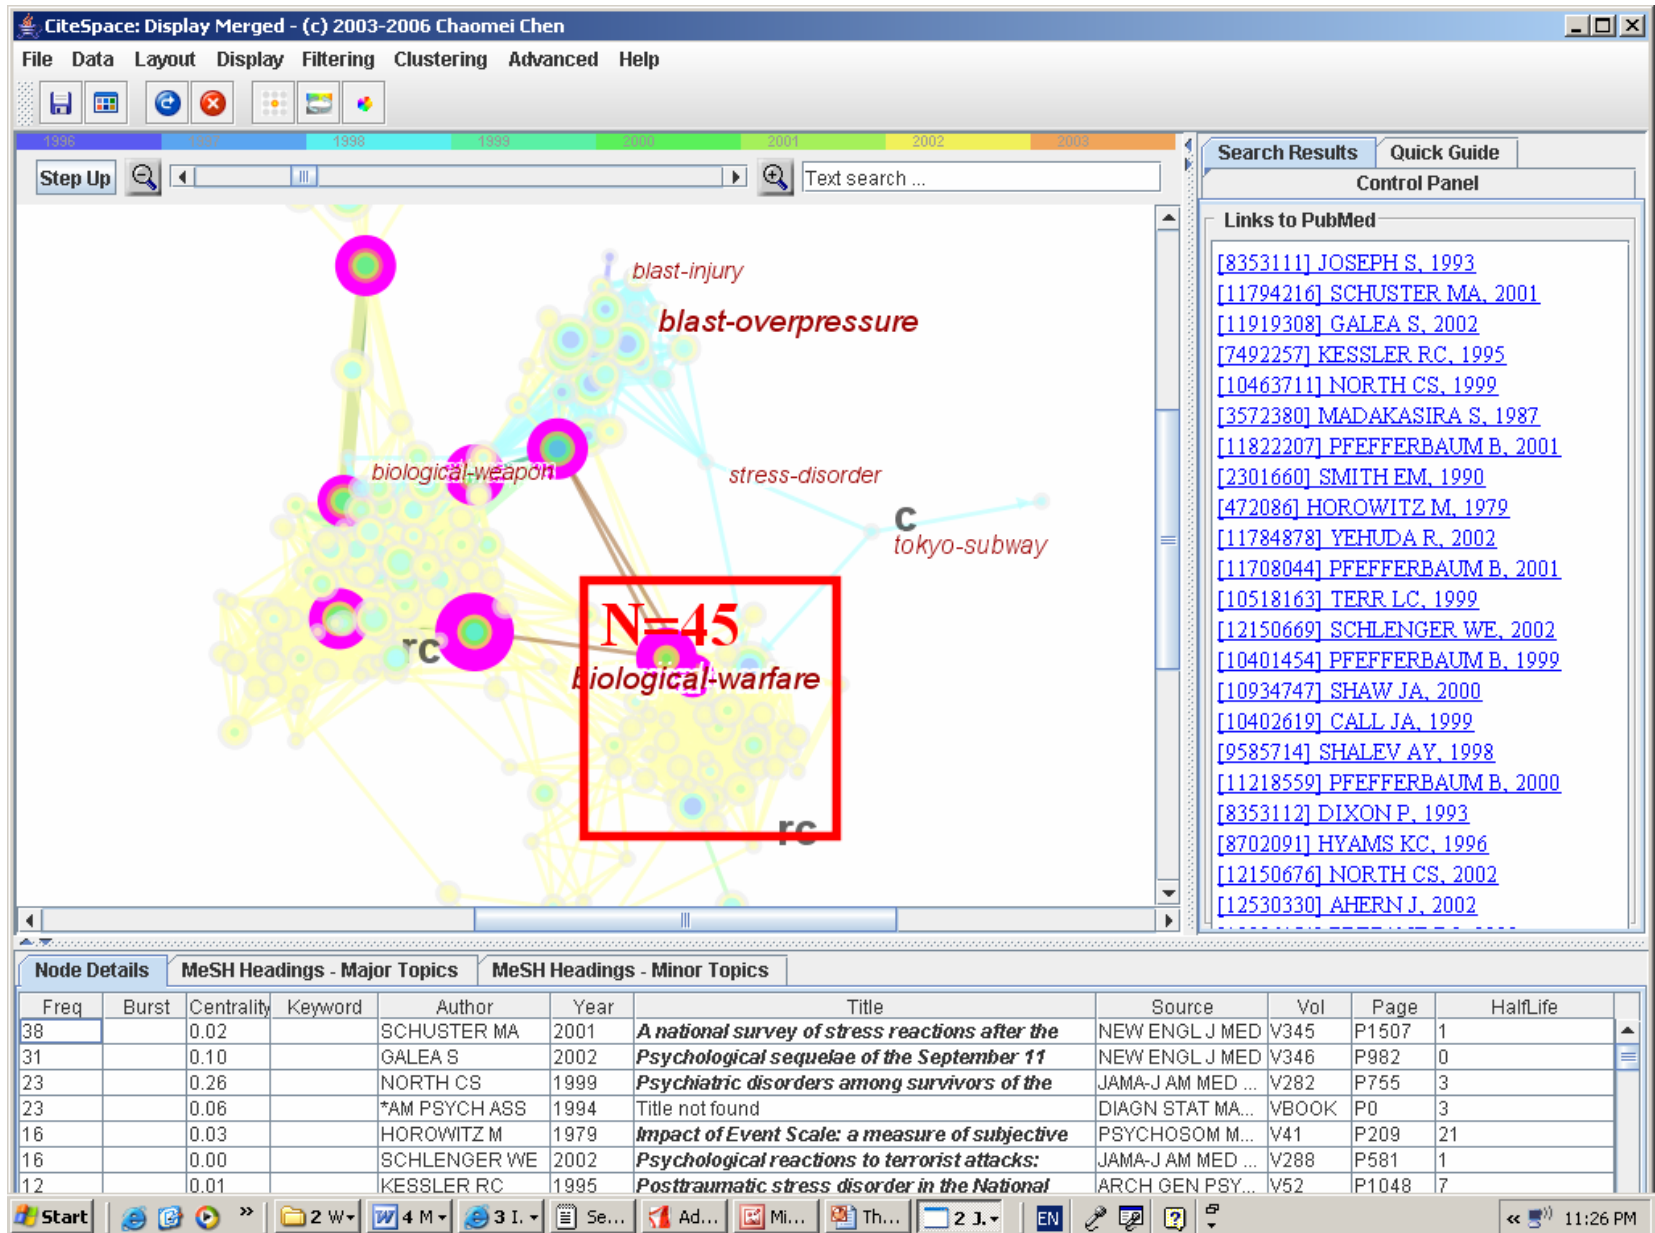 CiteSpace: Display Merged - (c) 2003-2006 Chaomei Chen
File Data Layout Display Filtering Clustering Advanced Help
1996 1997 1998 1999 2000 2001 2002 2003
Step Up Text search ...
blast-injury
blast-overpressure
biological-weapon
stress-disorder
c
tokyo-subway
N=45
rc
biological-warfare
rc
Search Results Quick Guide
Control Panel
Links to PubMed
[8353111] JOSEPH S, 1993
[11794216] SCHUSTER MA, 2001
[11919308] GALEA S, 2002
[7492257] KESSLER RC, 1995
[10463711] NORTH CS, 1999
[3572380] MADAKASIRA S, 1987
[11822207] PFEFFERBAUM B, 2001
[2301660] SMITH EM, 1990
[472086] HOROWITZ M, 1979
[11784878] YEHUDA R, 2002
[11708044] PFEFFERBAUM B, 2001
[10518163] TERR LC, 1999
[12150669] SCHLENGER WE, 2002
[10401454] PFEFFERBAUM B, 1999
[10934747] SHAW JA, 2000
[10402619] CALL JA, 1999
[9585714] SHALEV AY, 1998
[11218559] PFEFFERBAUM B, 2000
[8353112] DIXON P, 1993
[8702091] HYAMS KC, 1996
[12150676] NORTH CS, 2002
[12530330] AHERN J, 2002
Node Details MeSH Headings - Major Topics MeSH Headings - Minor Topics
Freq Burst Centrality Keyword Author Year Title Source Vol Page HalfLife
38 0.02 SCHUSTER MA 2001 A national survey of stress reactions after the NEW ENGL J MED V345 P1507 1
31 0.10 GALEA S 2002 Psychological sequelae of the September 11 NEW ENGL J MED V346 P982 0
23 0.26 NORTH CS 1999 Psychiatric disorders among survivors of the JAMA-J AM MED ... V282 P755 3
23 0.06 *AM PSYCH ASS 1994 Title not found DIAGN STAT MA... VBOOK P0 3
16 0.03 HOROWITZ M 1979 Impact of Event Scale: a measure of subjective PSYCHOSOM M... V41 P209 21
16 0.00 SCHLENGER WE 2002 Psychological reactions to terrorist attacks: JAMA-J AM MED ... V288 P581 1
12 0.01 KESSLER RC 1995 Posttraumatic stress disorder in the National ARCH GEN PSY... V52 P1048 7
Start » 2 W 4 M 3 I. Se... Ad... Mi... Th... 2 J. EN « 11:26 PM